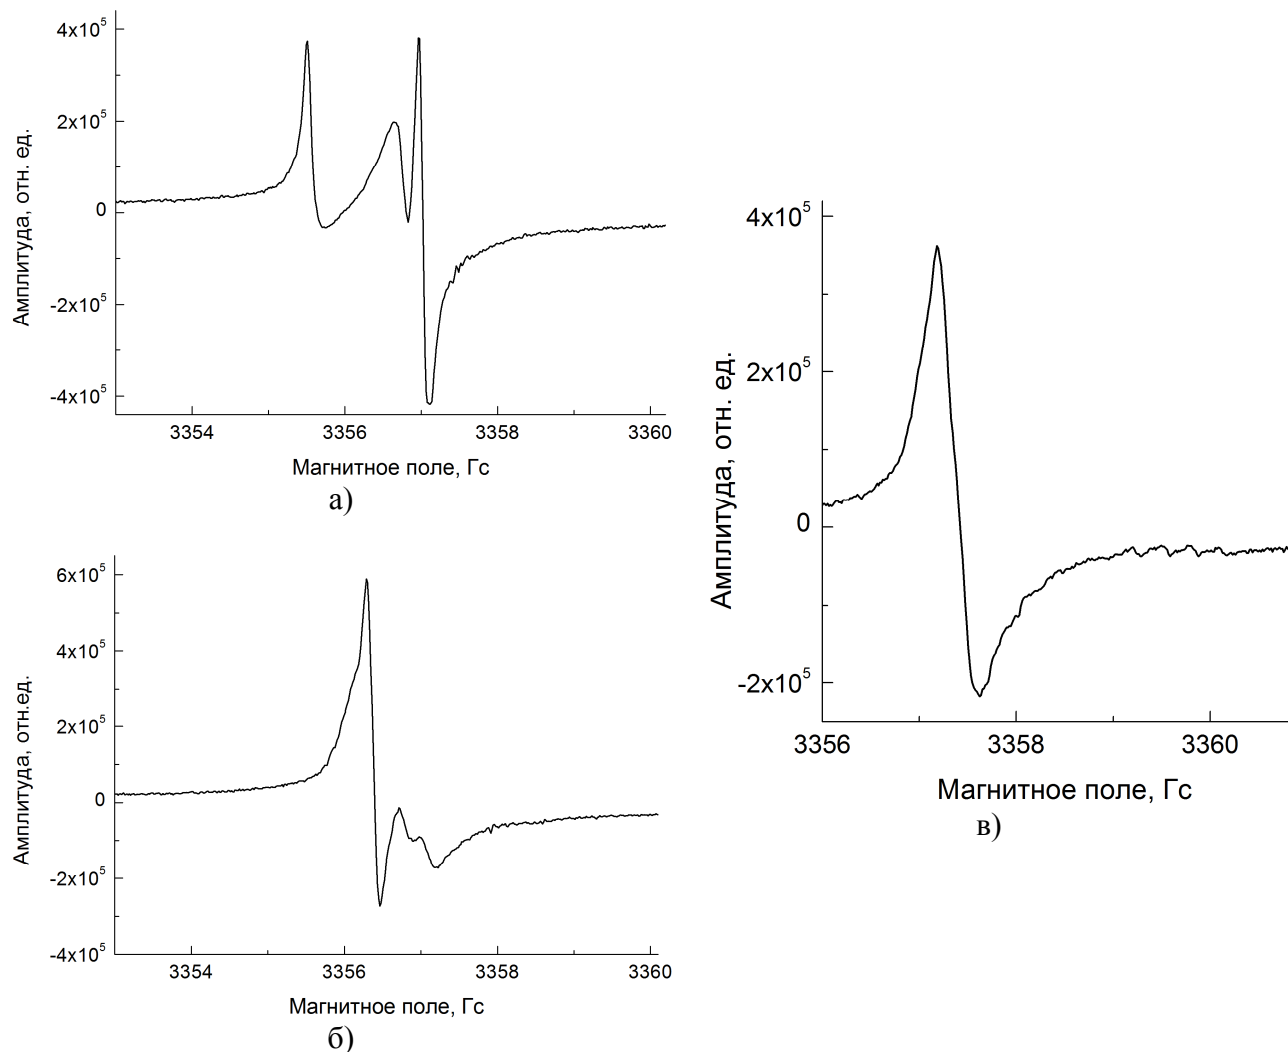 Амплитуда, отн. ед.
4x10⁵
2x10⁵
0
-2x10⁵
-4x10⁵
3354 3356 3358 3360
Магнитное поле, Гс
а)
Амплитуда, отн.ед.
6x10⁵
4x10⁵
2x10⁵
0
-2x10⁵
-4x10⁵
3354 3356 3358 3360
Магнитное поле, Гс
б)
Амплитуда, отн. ед.
4x10⁵
2x10⁵
0
-2x10⁵
3356 3358 3360
Магнитное поле, Гс
в)